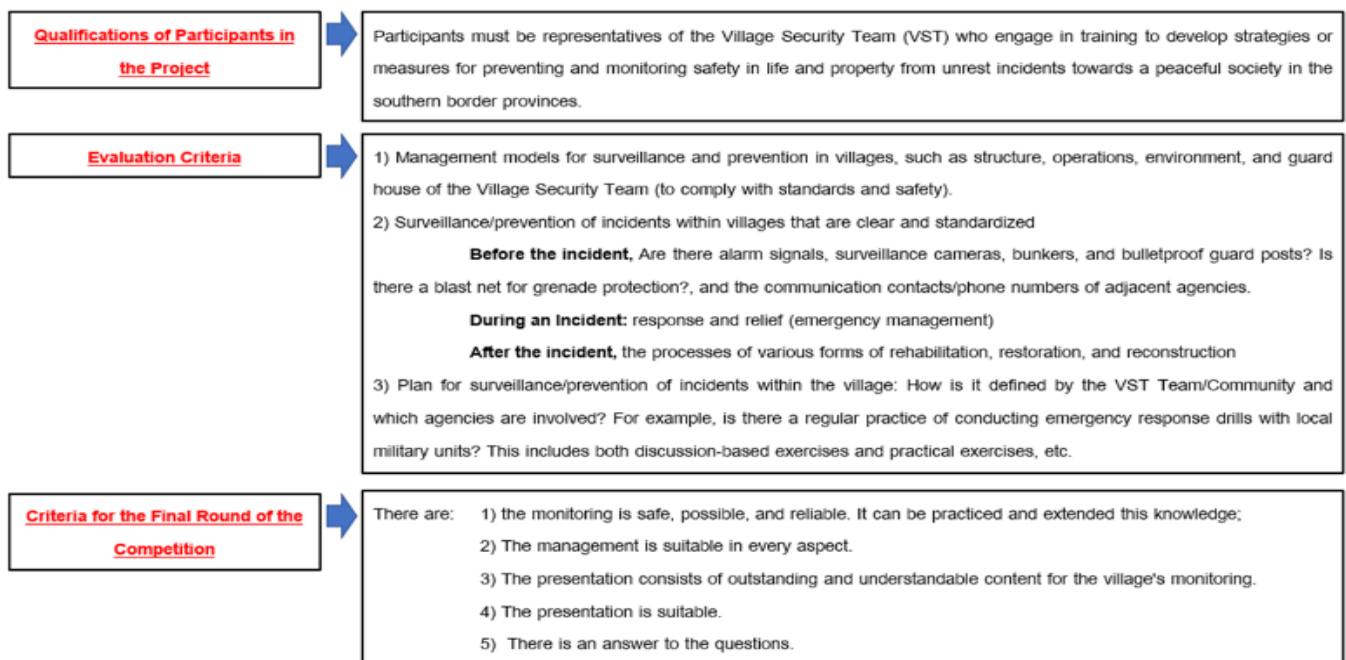 Qualifications of Participants in
the Project
Participants must be representatives of the Village Security Team (VST) who engage in training to develop strategies or
measures for preventing and monitoring safety in life and property from unrest incidents towards a peaceful society in the
southern border provinces.
Evaluation Criteria
1) Management models for surveillance and prevention in villages, such as structure, operations, environment, and guard
house of the Village Security Team (to comply with standards and safety).
2) Surveillance/prevention of incidents within villages that are clear and standardized
Before the incident, Are there alarm signals, surveillance cameras, bunkers, and bulletproof guard posts? Is
there a blast net for grenade protection?, and the communication contacts/phone numbers of adjacent agencies.
During an Incident: response and relief (emergency management)
After the incident, the processes of various forms of rehabilitation, restoration, and reconstruction
3) Plan for surveillance/prevention of incidents within the village: How is it defined by the VST Team/Community and
which agencies are involved? For example, is there a regular practice of conducting emergency response drills with local
military units? This includes both discussion-based exercises and practical exercises, etc.
Criteria for the Final Round of the
Competition
There are: 1) the monitoring is safe, possible, and reliable. It can be practiced and extended this knowledge;
2) The management is suitable in every aspect.
3) The presentation consists of outstanding and understandable content for the village's monitoring.
4) The presentation is suitable.
5) There is an answer to the questions.